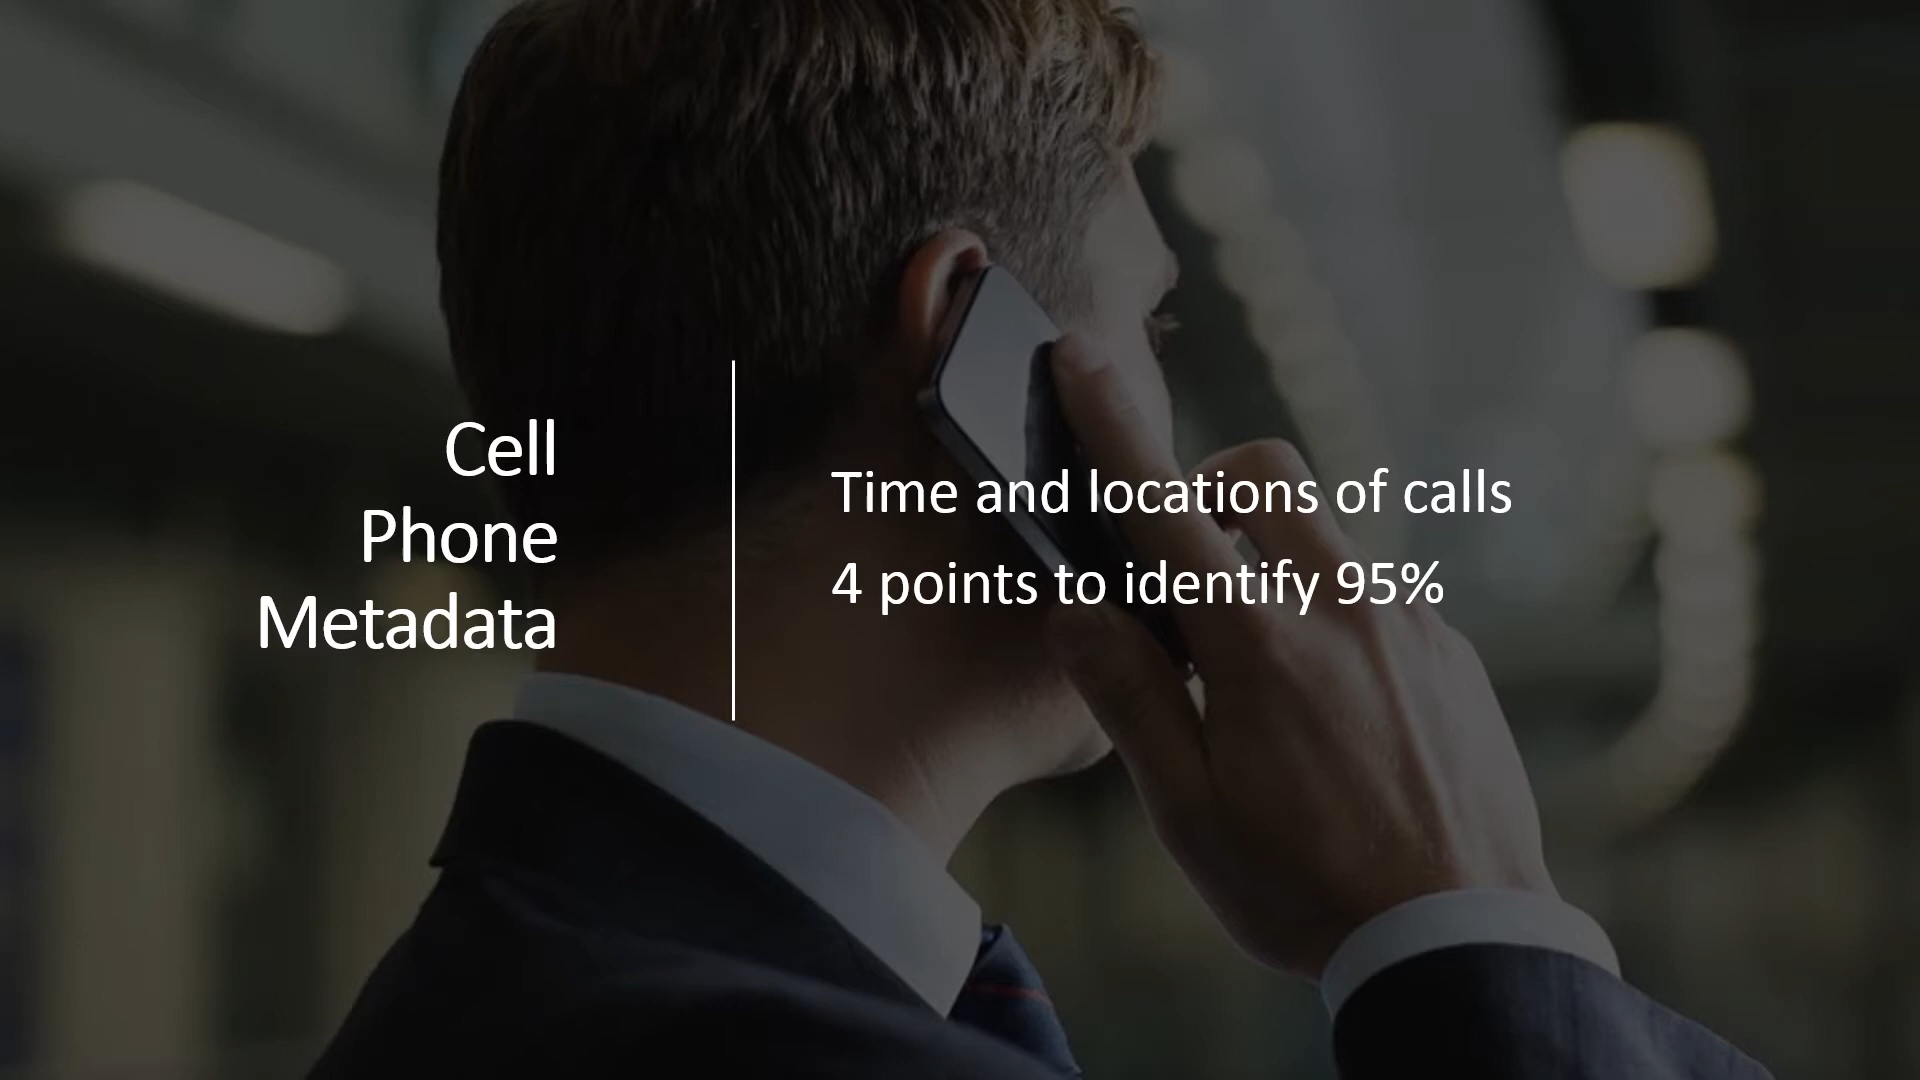 Cell
Phone
Metadata
Time and locations of calls
4 points to identify 95%